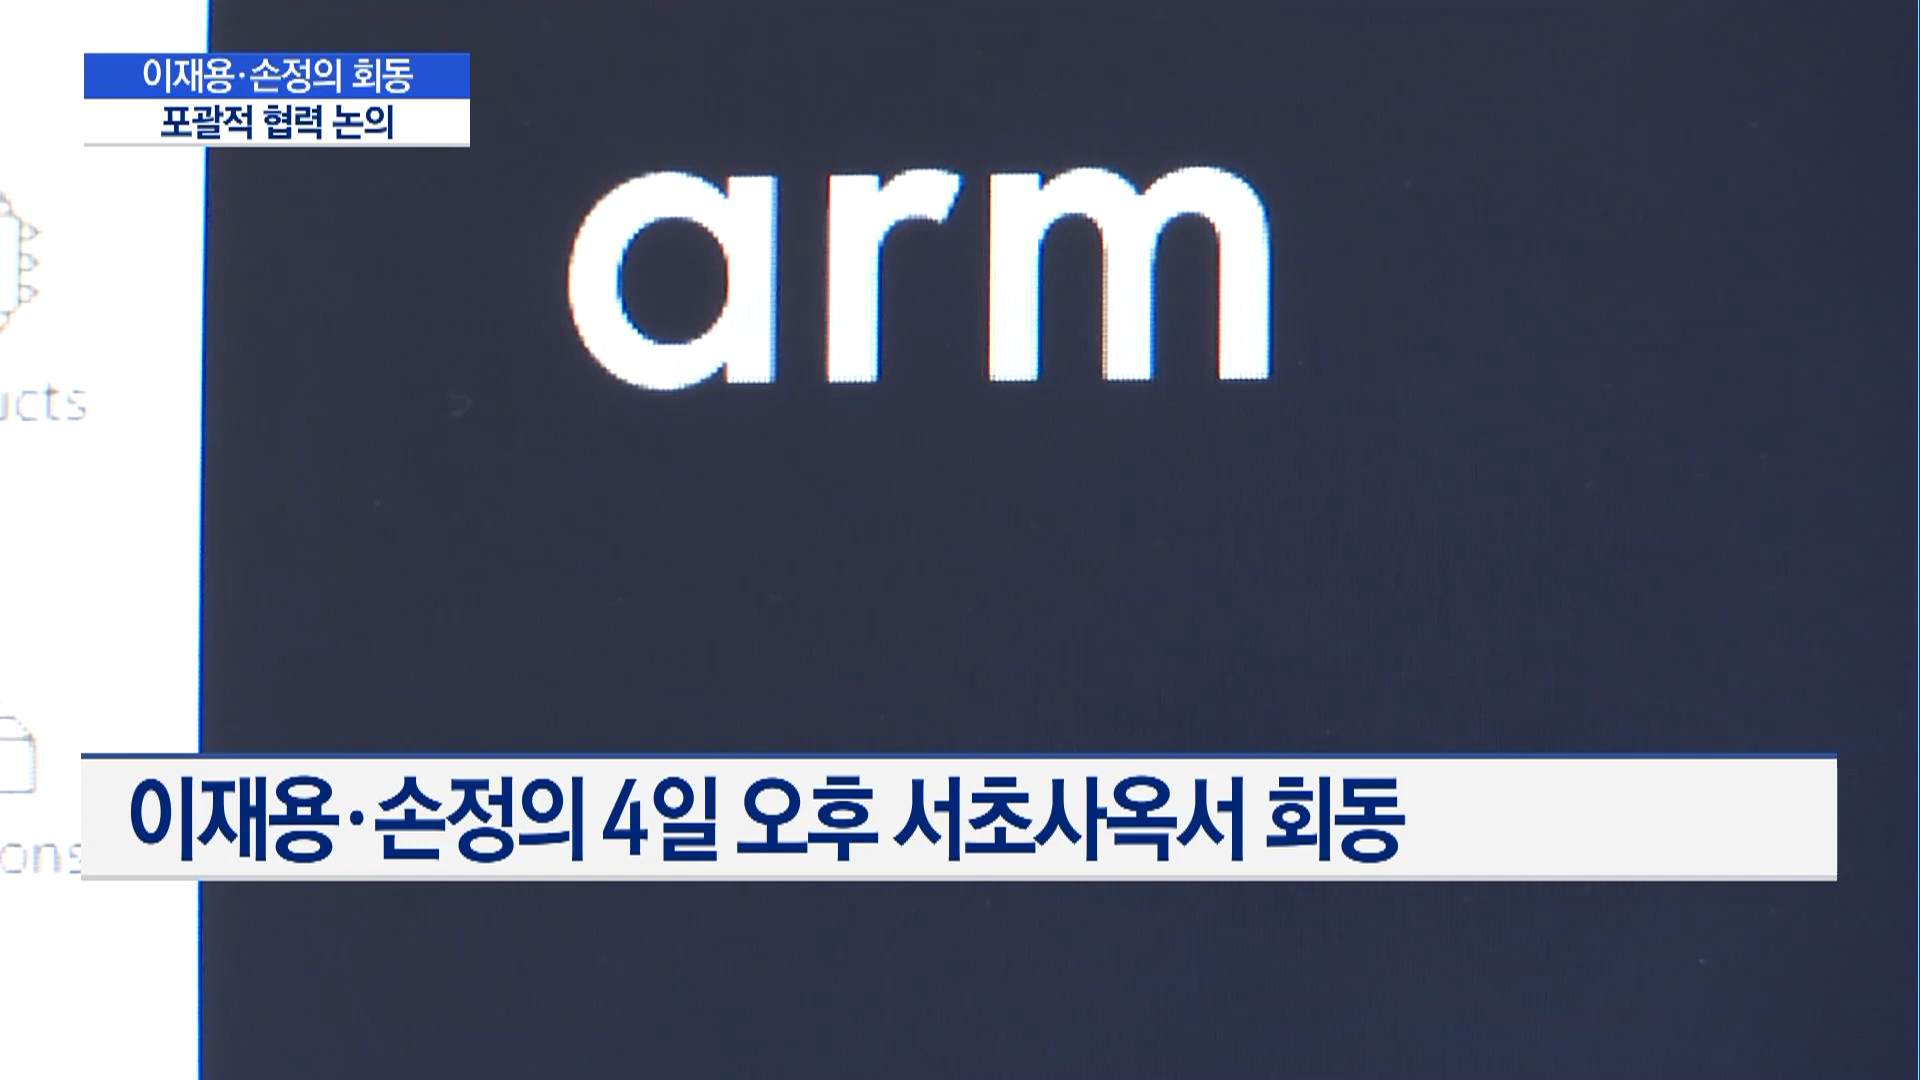 이재용·손정의 회동
포괄적 협력 논의
arm
ucts
ons
이재용·손정의 4일 오후 서초사옥서 회동